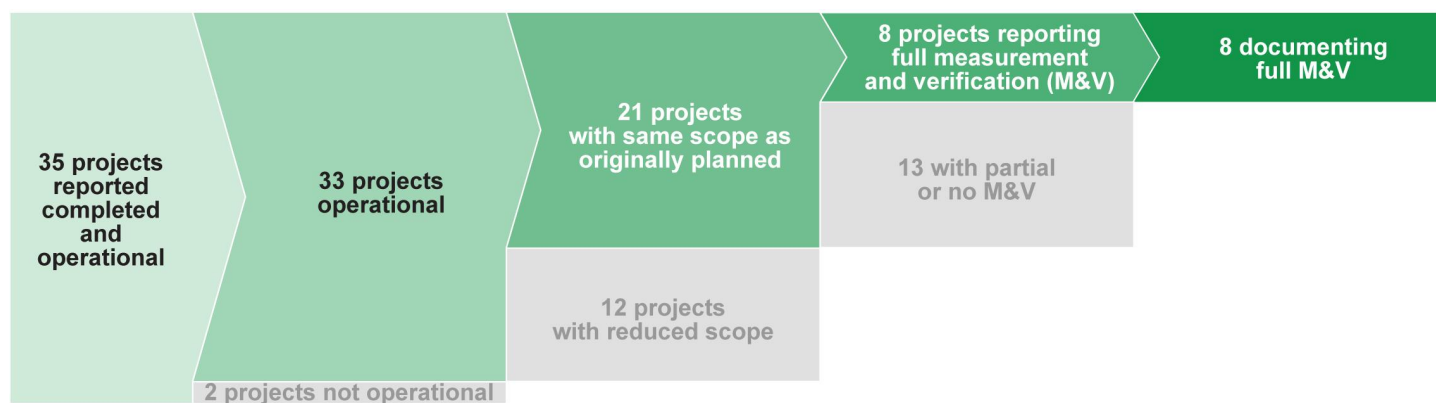 35 projects
reported
completed
and
operational
33 projects
operational
2 projects not operational
21 projects
with same scope as
originally planned
12 projects
with reduced scope
8 projects reporting
full measurement
and verification (M&V)
13 with partial
or no M&V
8 documenting
full M&V